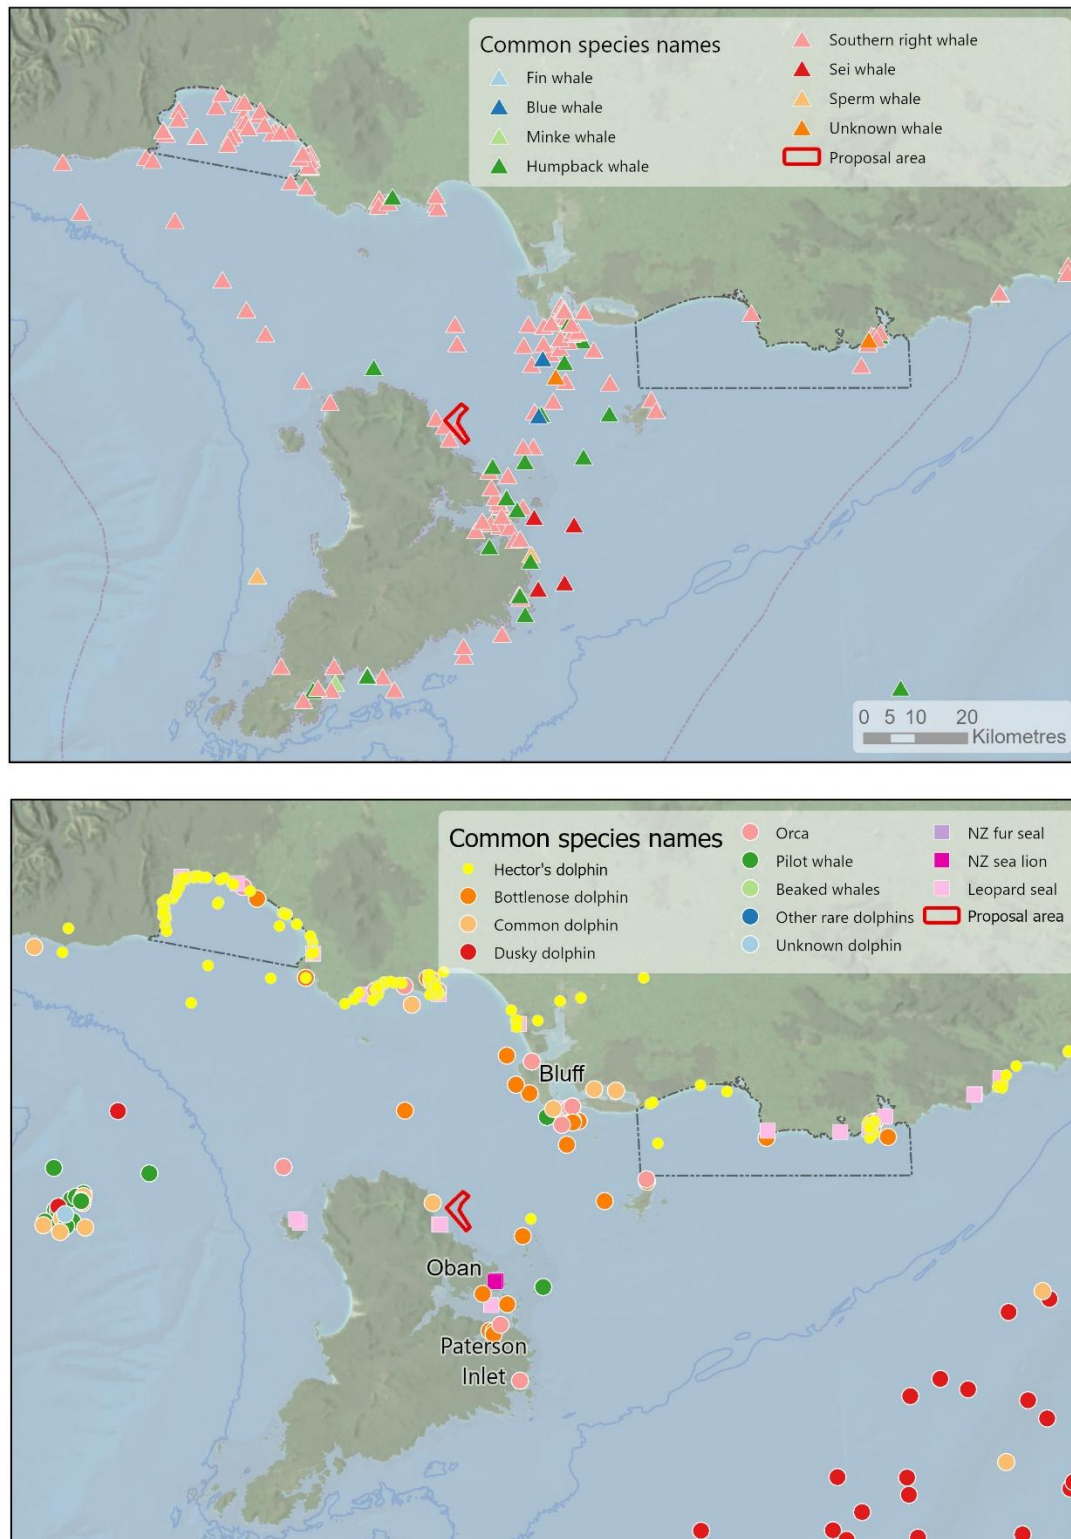 Common species names
Fin whale
Blue whale
Minke whale
Humpback whale
Southern right whale
Sei whale
Sperm whale
Unknown whale
Proposal area
0 5 10 20
Kilometres
Common species names
Hector's dolphin
Bottlenose dolphin
Common dolphin
Dusky dolphin
Orca
Pilot whale
Beaked whales
Other rare dolphins
Unknown dolphin
NZ fur seal
NZ sea lion
Leopard seal
Proposal area
Bluff
Oban
Paterson
Inlet